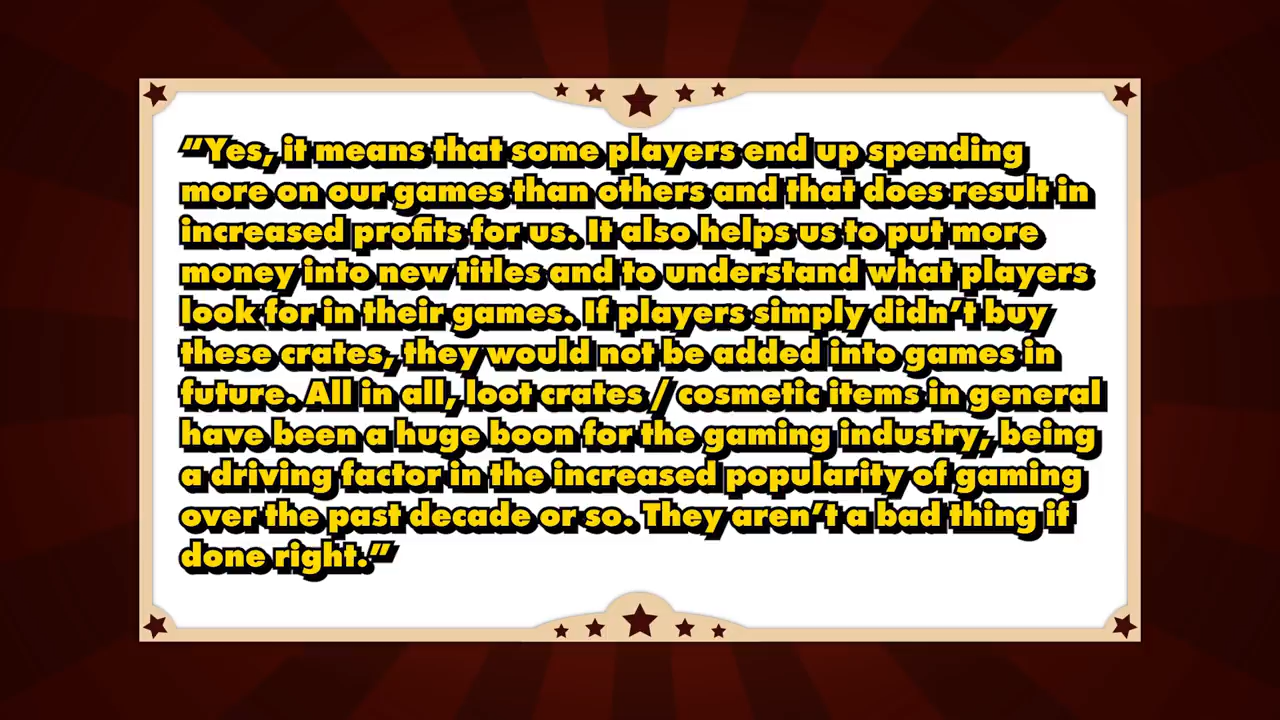 “Yes, it means that some players end up spending
more on our games than others and that does result in
increased profits for us. It also helps us to put more
money into new titles and to understand what players
look for in their games. If players simply didn’t buy
these crates, they would not be added into games in
future. All in all, loot crates / cosmetic items in general
have been a huge boon for the gaming industry, being
a driving factor in the increased popularity of gaming
over the past decade or so. They aren’t a bad thing if
done right.”